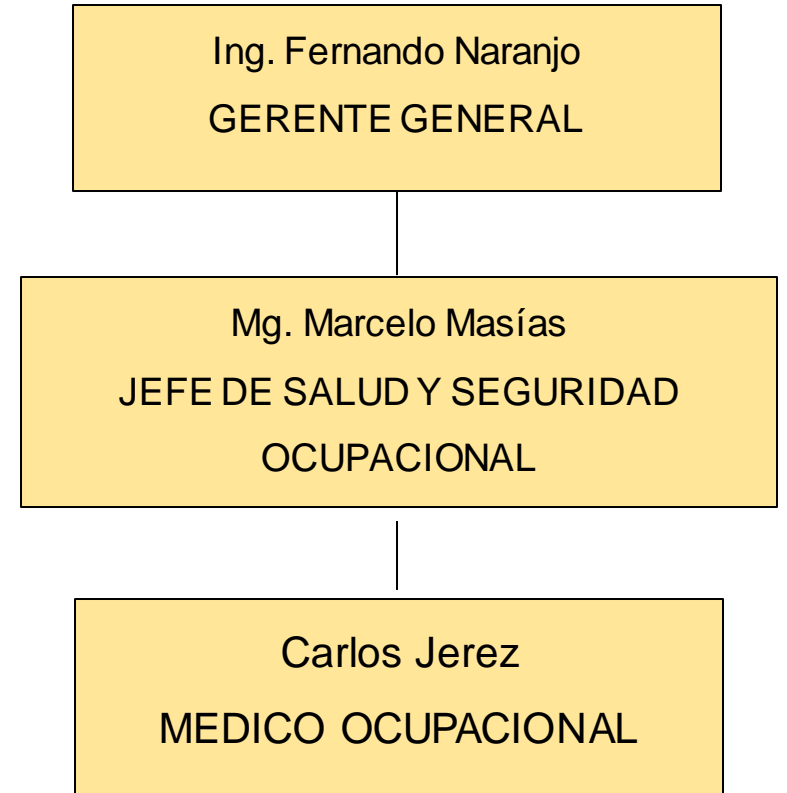 Ing. Fernando Naranjo
GERENTE GENERAL
Mg. Marcelo Masías
JEFE DE SALUD Y SEGURIDAD
OCUPACIONAL
Carlos Jerez
MEDICO OCUPACIONAL